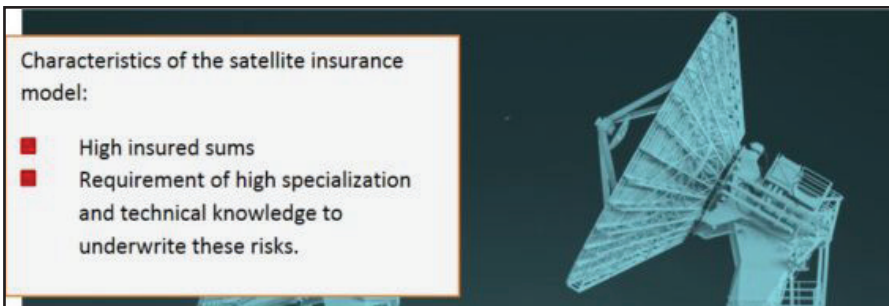 Characteristics of the satellite insurance
model:
High insured sums
Requirement of high specialization
and technical knowledge to
underwrite these risks.